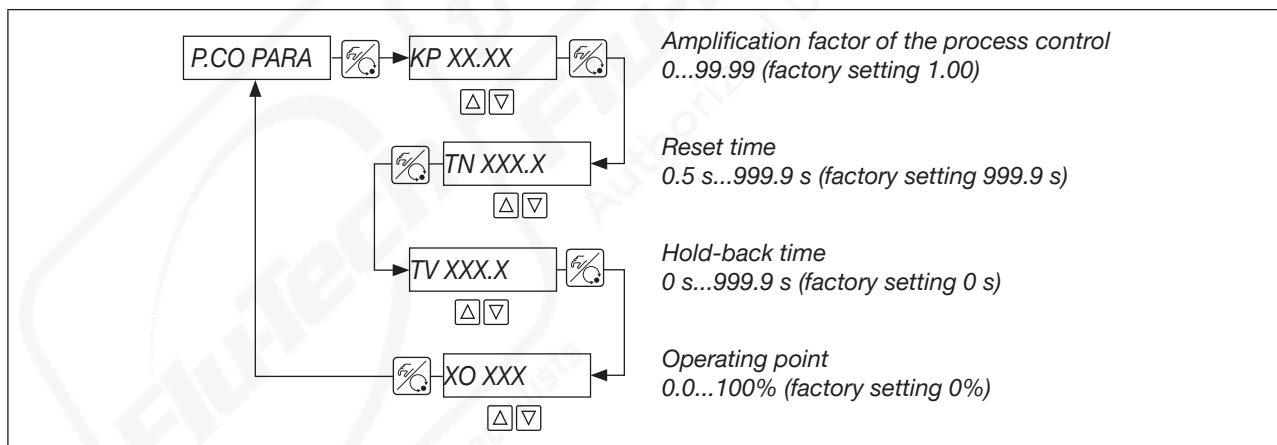 P.CO PARA
KP XX.XX
Amplification factor of the process control
0...99.99 (factory setting 1.00)
TN XXX.X
Reset time
0.5 s...999.9 s (factory setting 999.9 s)
TV XXX.X
Hold-back time
0 s...999.9 s (factory setting 0 s)
XO XXX
Operating point
0.0...100% (factory setting 0%)